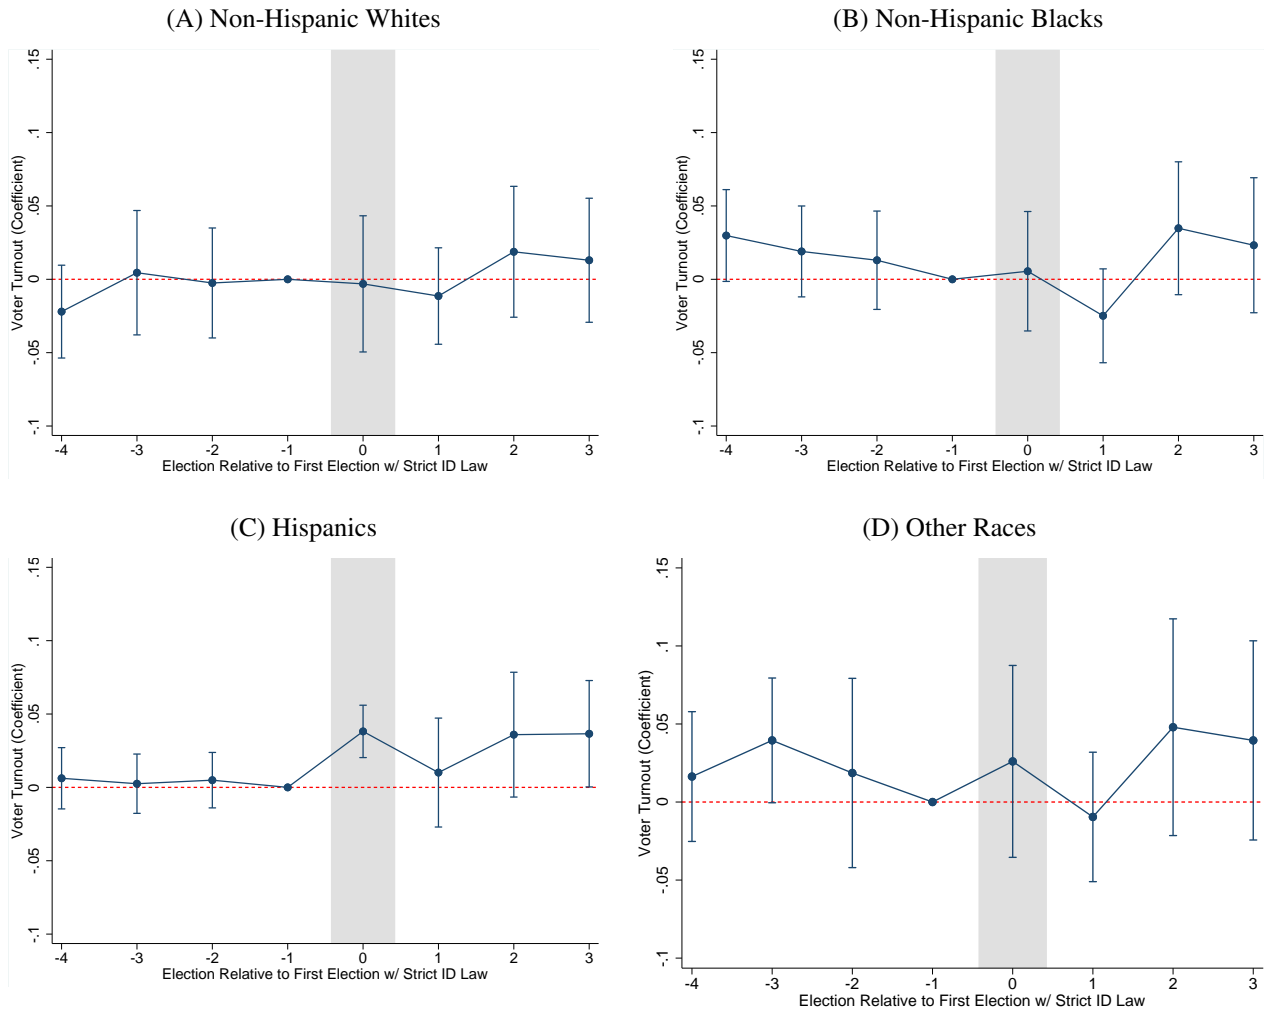 (A) Non-Hispanic Whites
.15
.1
.05
0
-.05
-.1
Voter Turnout (Coefficient)
-4 -3 -2 -1 0 1 2 3
Election Relative to First Election w/ Strict ID Law
(B) Non-Hispanic Blacks
.15
.1
.05
0
-.05
-.1
Voter Turnout (Coefficient)
-4 -3 -2 -1 0 1 2 3
Election Relative to First Election w/ Strict ID Law
(C) Hispanics
.15
.1
.05
0
-.05
-.1
Voter Turnout (Coefficient)
-4 -3 -2 -1 0 1 2 3
Election Relative to First Election w/ Strict ID Law
(D) Other Races
.15
.1
.05
0
-.05
-.1
Voter Turnout (Coefficient)
-4 -3 -2 -1 0 1 2 3
Election Relative to First Election w/ Strict ID Law